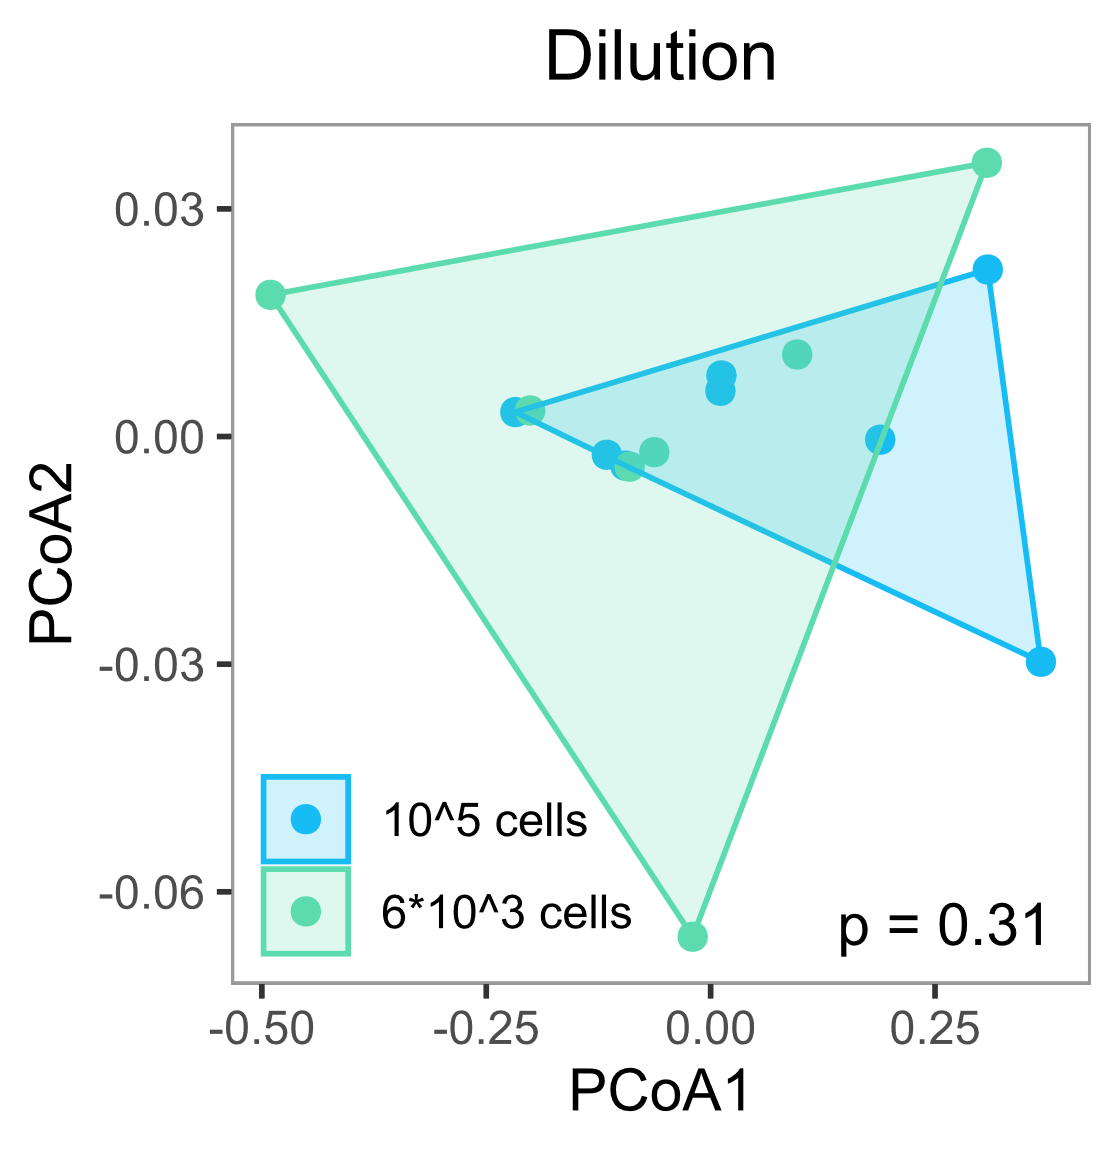 Dilution
0.03
0.00
-0.03
-0.06
PCoA2
10^5 cells
6*10^3 cells
p = 0.31
-0.50 -0.25 0.00 0.25
PCoA1